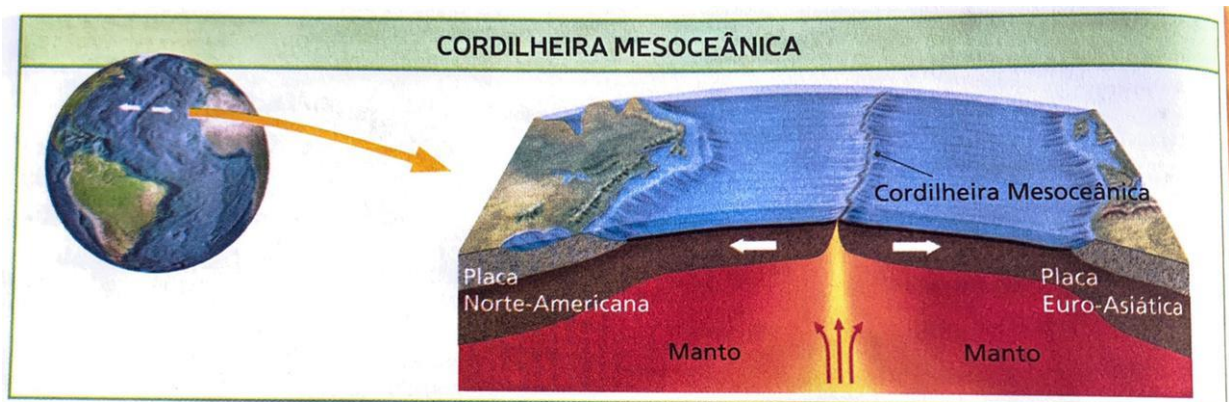 CORDILHEIRA MESOCEÂNICA
Cordilheira Mesoceânica
Placa
Norte-Americana
Placa
Euro-Asiática
Manto
Manto